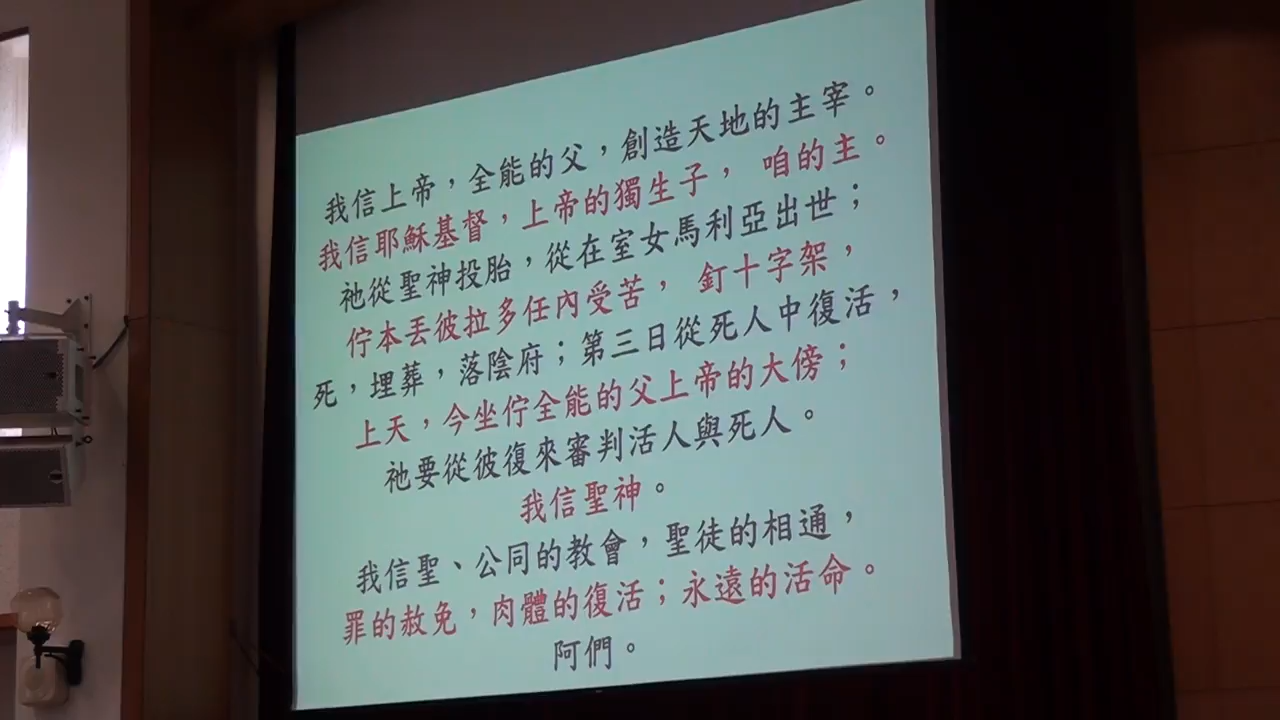 我信上帝，全能的父，創造天地的主宰。
我信耶穌基督，上帝的獨生子， 咱的主。
祂從聖神投胎，從在室女馬利亞出世；
佇本丟彼拉多任內受苦， 釘十字架，
死，埋葬，落陰府；第三日從死人中復活，
上天，今坐佇全能的父上帝的大傍；
祂要從彼復來審判活人與死人。
我信聖神。
我信聖、公同的教會，聖徒的相通，
罪的赦免，肉體的復活；永遠的活命。
阿們。